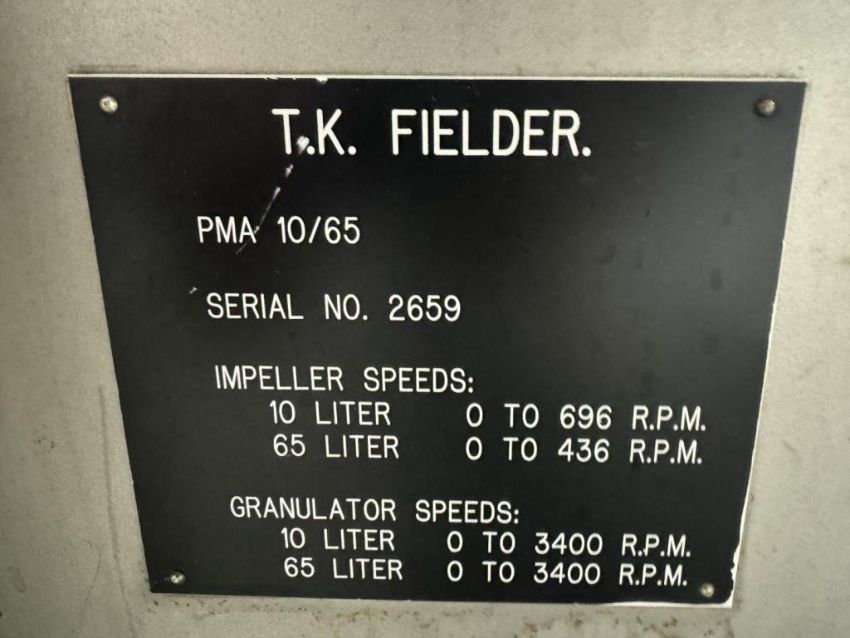 T.K. FIELDER.
PMA 10/65
SERIAL NO. 2659
IMPELLER SPEEDS:
10 LITER 0 TO 696 R.P.M.
65 LITER 0 TO 436 R.P.M.
GRANULATOR SPEEDS:
10 LITER 0 TO 3400 R.P.M.
65 LITER 0 TO 3400 R.P.M.